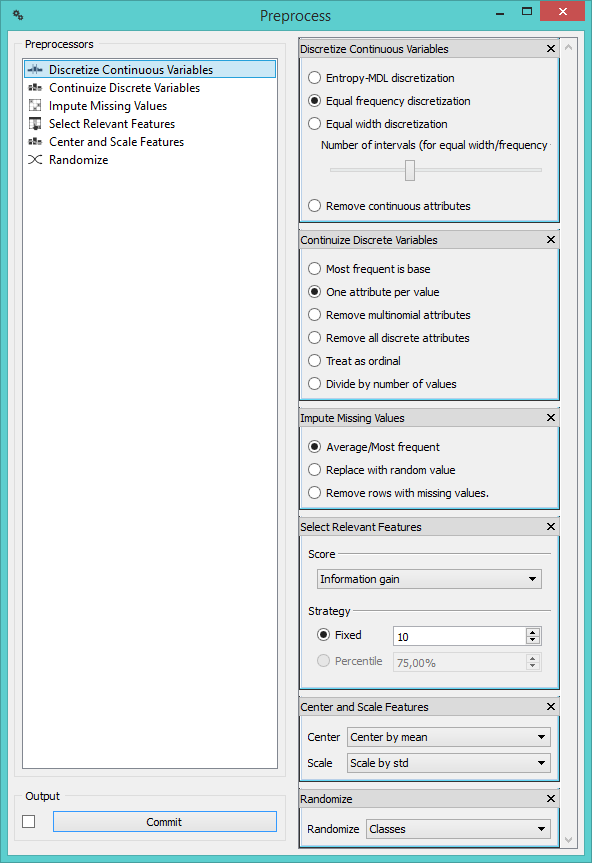 Preprocess
Preprocessors
Discretize Continuous Variables
Continuize Discrete Variables
Impute Missing Values
Select Relevant Features
Center and Scale Features
Randomize
Output
Commit
Discretize Continuous Variables
Entropy-MDL discretization
Equal frequency discretization
Equal width discretization
Number of intervals (for equal width/frequency
Remove continuous attributes
Continuize Discrete Variables
Most frequent is base
One attribute per value
Remove multinomial attributes
Remove all discrete attributes
Treat as ordinal
Divide by number of values
Impute Missing Values
Average/Most frequent
Replace with random value
Remove rows with missing values.
Select Relevant Features
Score
Information gain
Strategy
Fixed 10
Percentile 75,00%
Center and Scale Features
Center Center by mean
Scale Scale by std
Randomize
Randomize Classes